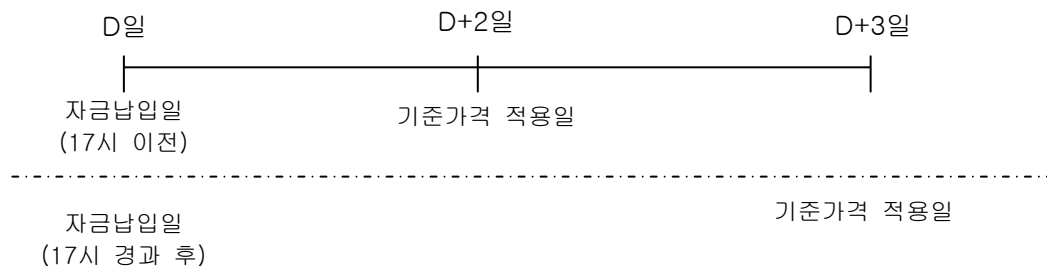 D일 D+2일 D+3일
자금납입일 기준가격 적용일
(17시 이전)
자금납입일 기준가격 적용일
(17시 경과 후)